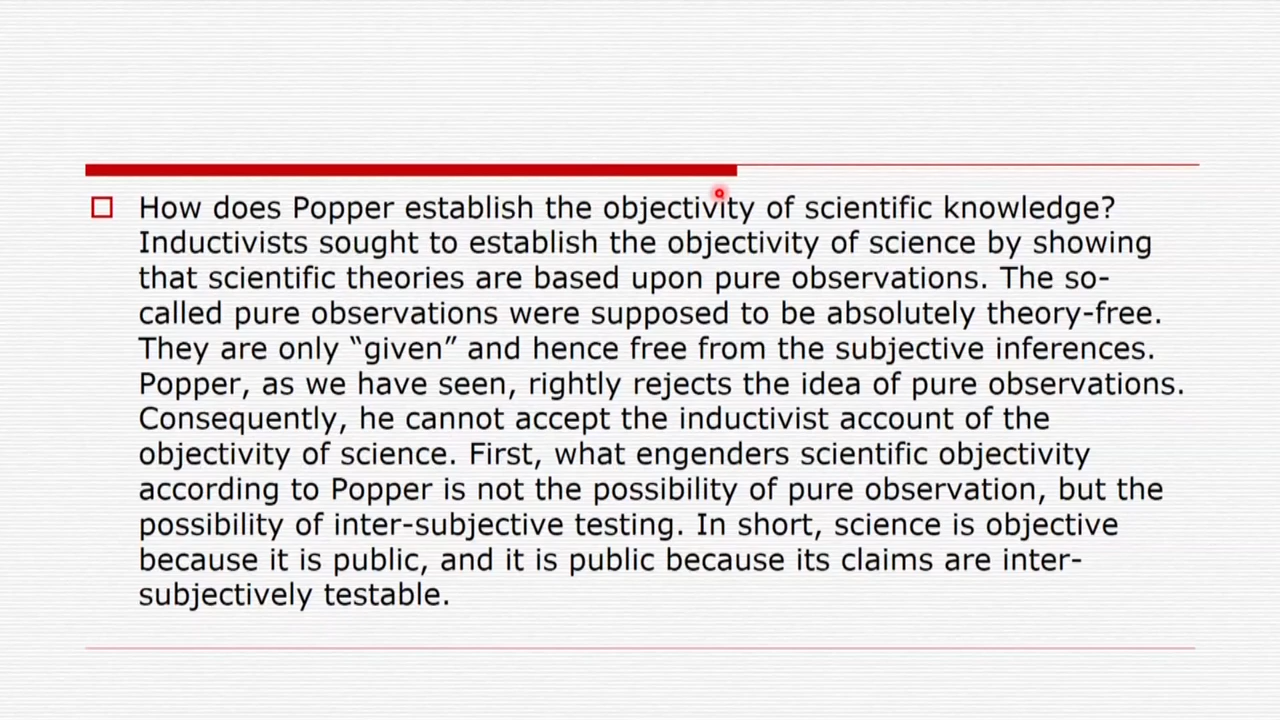 How does Popper establish the objectivity of scientific knowledge?
Inductivists sought to establish the objectivity of science by showing
that scientific theories are based upon pure observations. The so-
called pure observations were supposed to be absolutely theory-free.
They are only “given” and hence free from the subjective inferences.
Popper, as we have seen, rightly rejects the idea of pure observations.
Consequently, he cannot accept the inductivist account of the
objectivity of science. First, what engenders scientific objectivity
according to Popper is not the possibility of pure observation, but the
possibility of inter-subjective testing. In short, science is objective
because it is public, and it is public because its claims are inter-
subjectively testable.